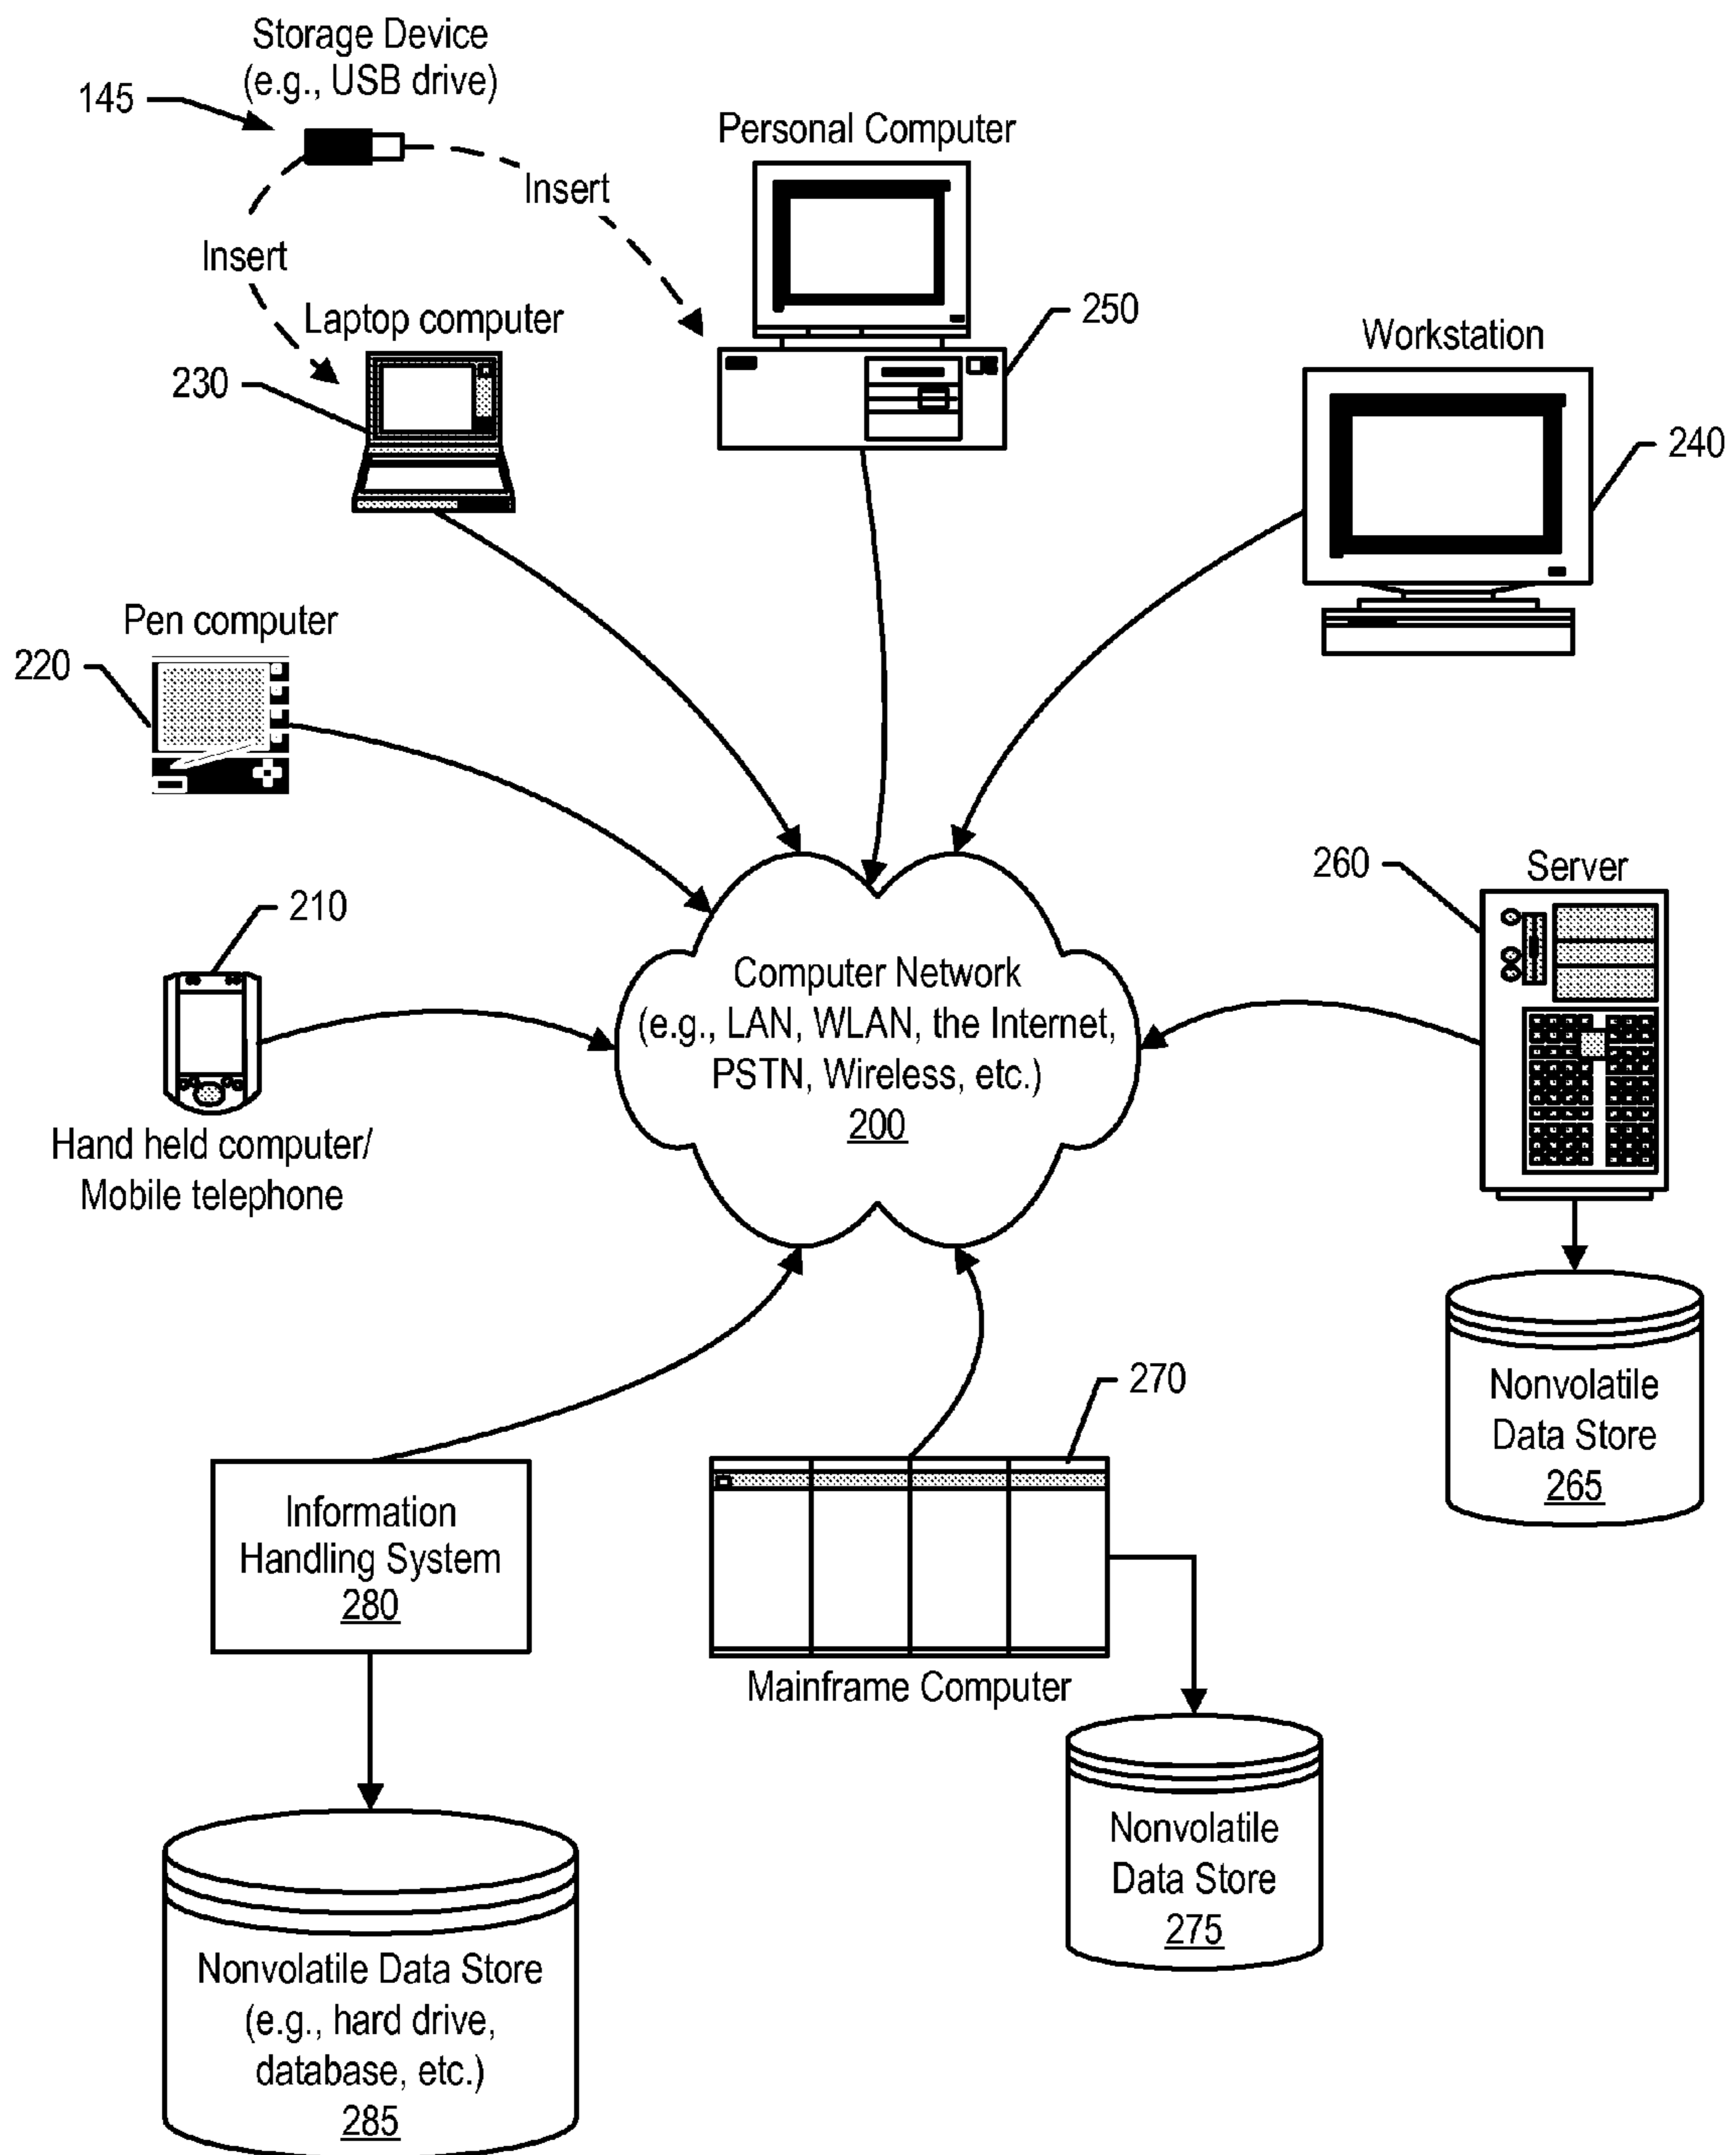 Storage Device
(e.g., USB drive)
145
Personal Computer
Insert
Insert
Laptop computer
250
Workstation
230
240
Pen computer
220
260
Server
210
Computer Network
(e.g., LAN, WLAN, the Internet,
PSTN, Wireless, etc.)
200
Hand held computer/
Mobile telephone
270
Nonvolatile
Data Store
265
Information
Handling System
280
Mainframe Computer
Nonvolatile
Data Store
275
Nonvolatile Data Store
(e.g., hard drive,
database, etc.)
285